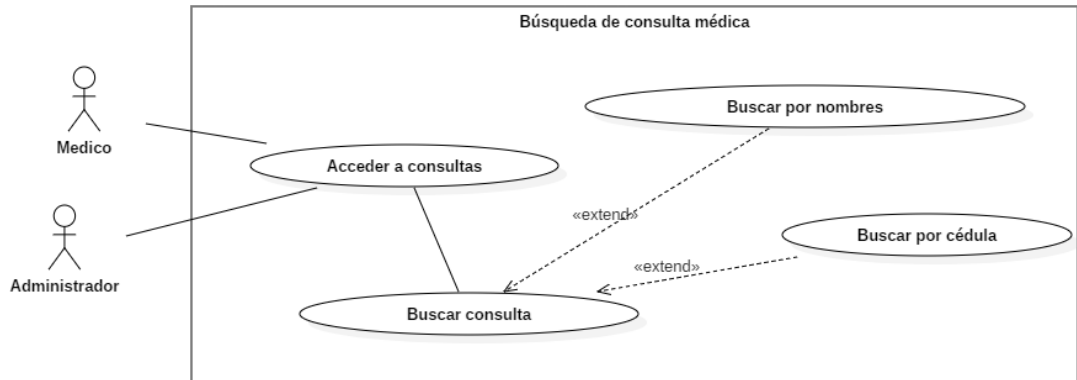 Búsqueda de consulta médica
Buscar por nombres
Medico
Acceder a consultas
«extend»
Buscar por cédula
«extend»
Administrador
Buscar consulta